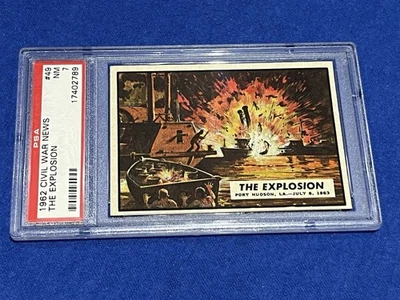 1962 CIVIL WAR NEWS
THE EXPLOSION
PSA
#49
NM 7
17402789
THE EXPLOSION
PORT HUDSON, LA.—JULY 8, 1863